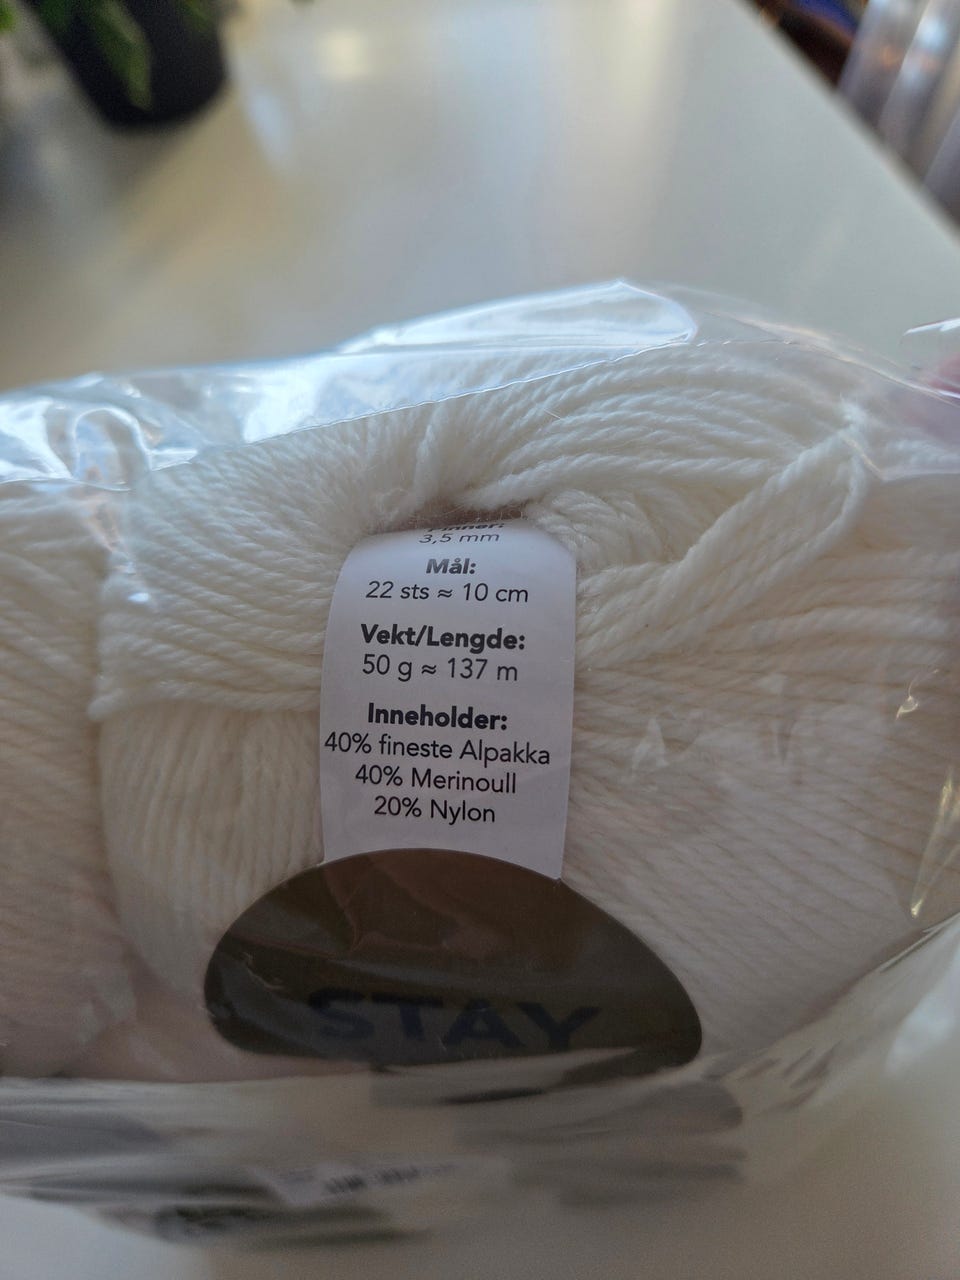 Pinner:
3,5 mm
Mål:
22 sts ≈ 10 cm
Vekt/Lengde:
50 g ≈ 137 m
Inneholder:
40% fineste Alpakka
40% Merinoull
20% Nylon
STAY